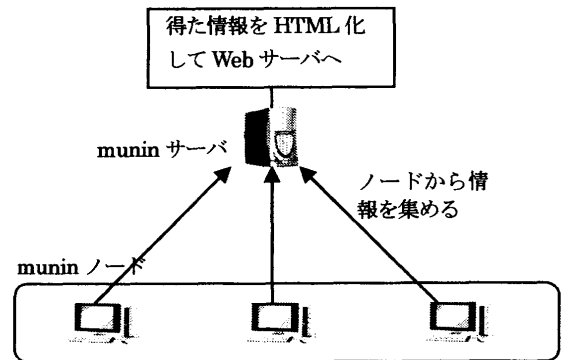 得た情報を HTML 化
して Web サーバへ
munin サーバ
ノードから情
報を集める
munin ノード